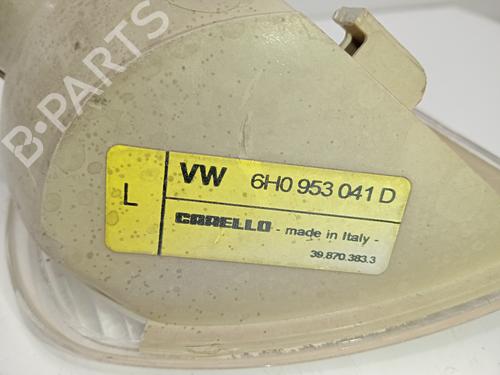 B-PARTS
L
VW 6H0 953 041 D
CARELLO - made in Italy -
39.870.383.3